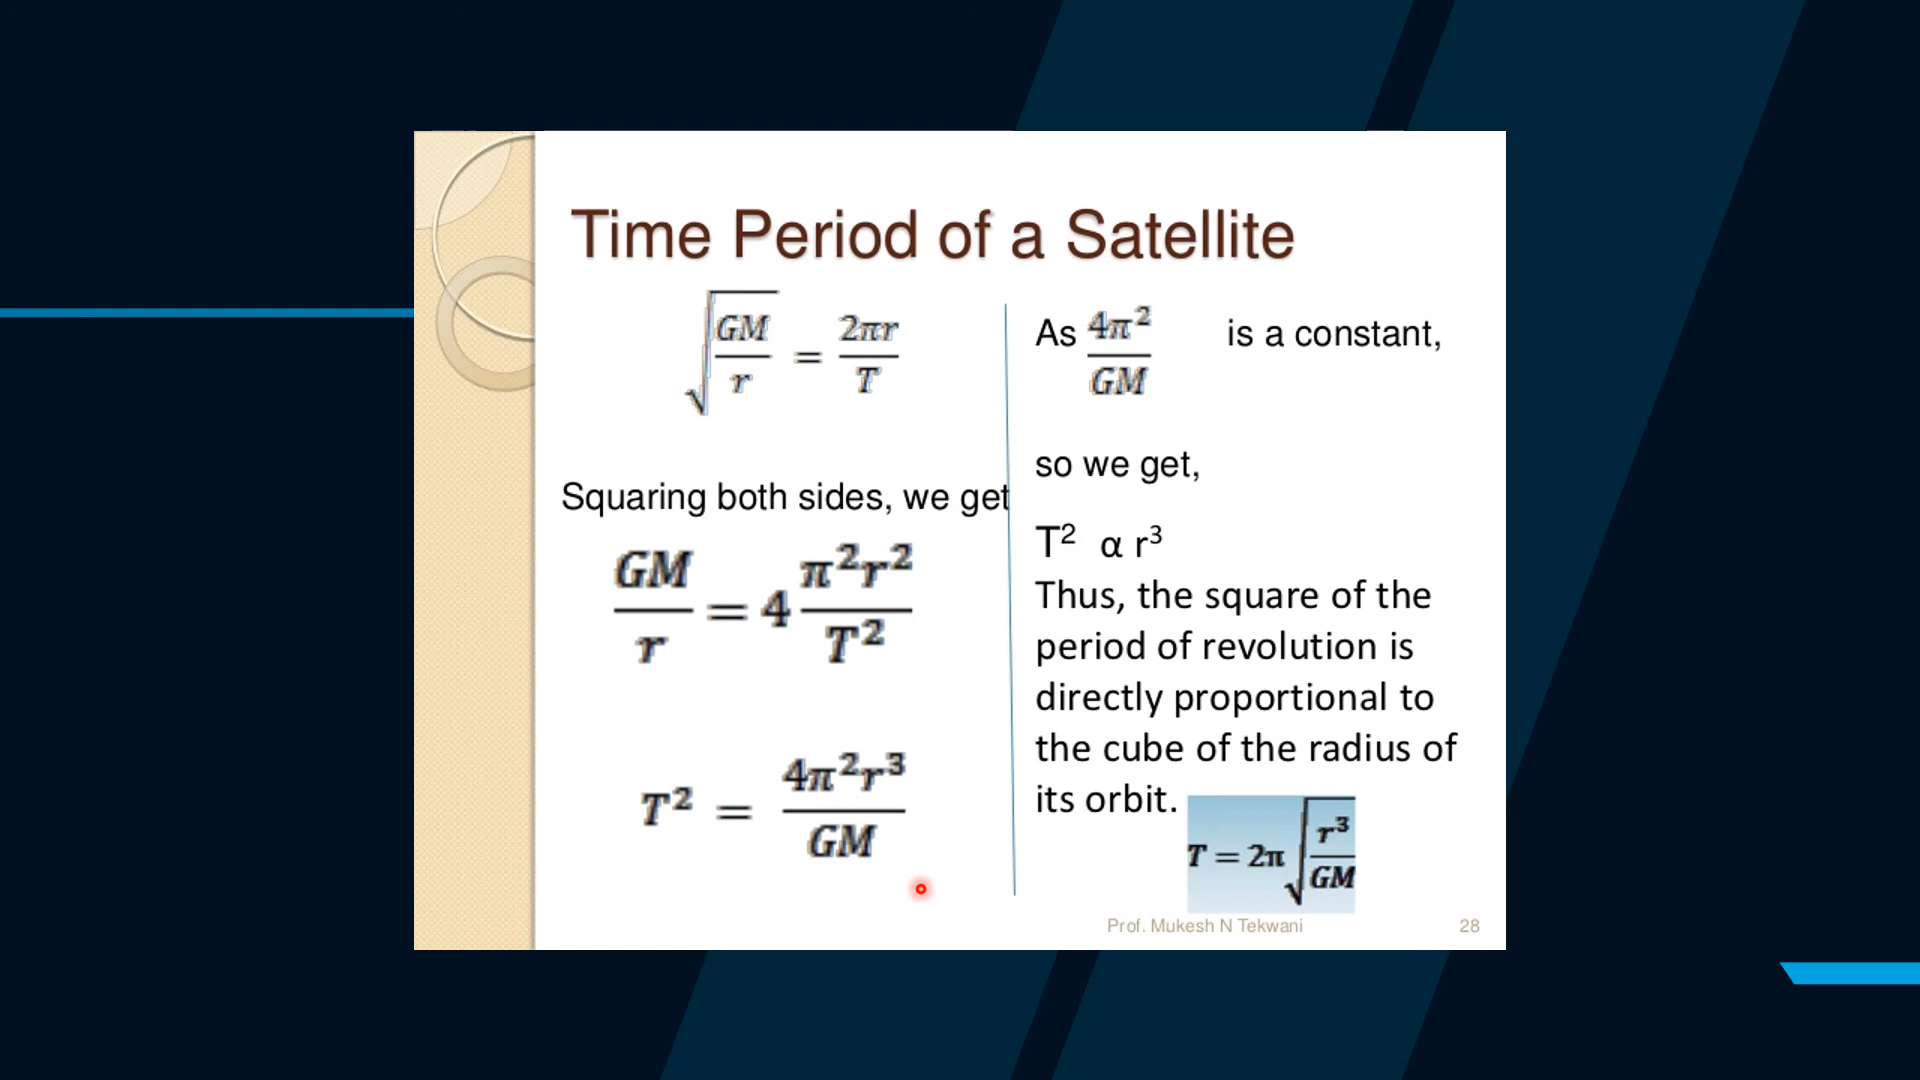 Time Period of a Satellite
√(GM/r) = 2πr/T
Squaring both sides, we get
GM/r = 4 π²r²/T²
T² = 4π²r³/GM
As 4π²/GM is a constant,
so we get,
T² α r³
Thus, the square of the
period of revolution is
directly proportional to
the cube of the radius of
its orbit.
T = 2π √(r³/GM)
Prof. Mukesh N Tekwani
28